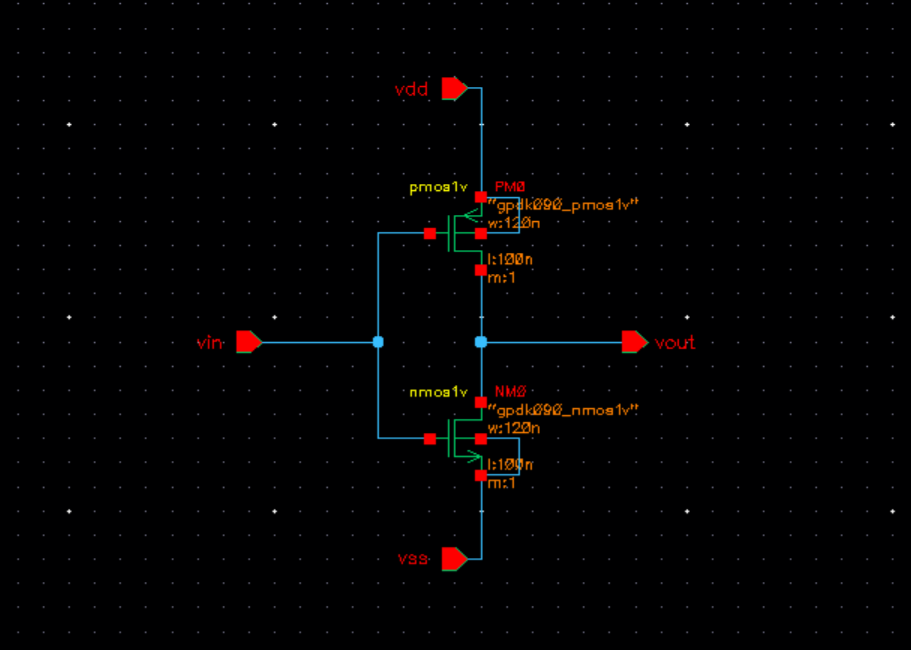 vdd
pmos1v PM0
"gpdk090_pmos1v"
w:120n
l:100n
m:1
vin
vout
nmos1v NM0
"gpdk090_nmos1v"
w:120n
l:100n
m:1
vss